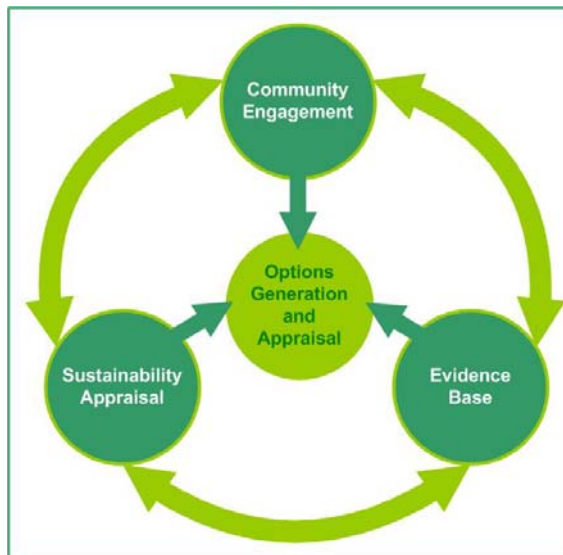 Community
Engagement
Options
Generation
and
Appraisal
Sustainability
Appraisal
Evidence
Base